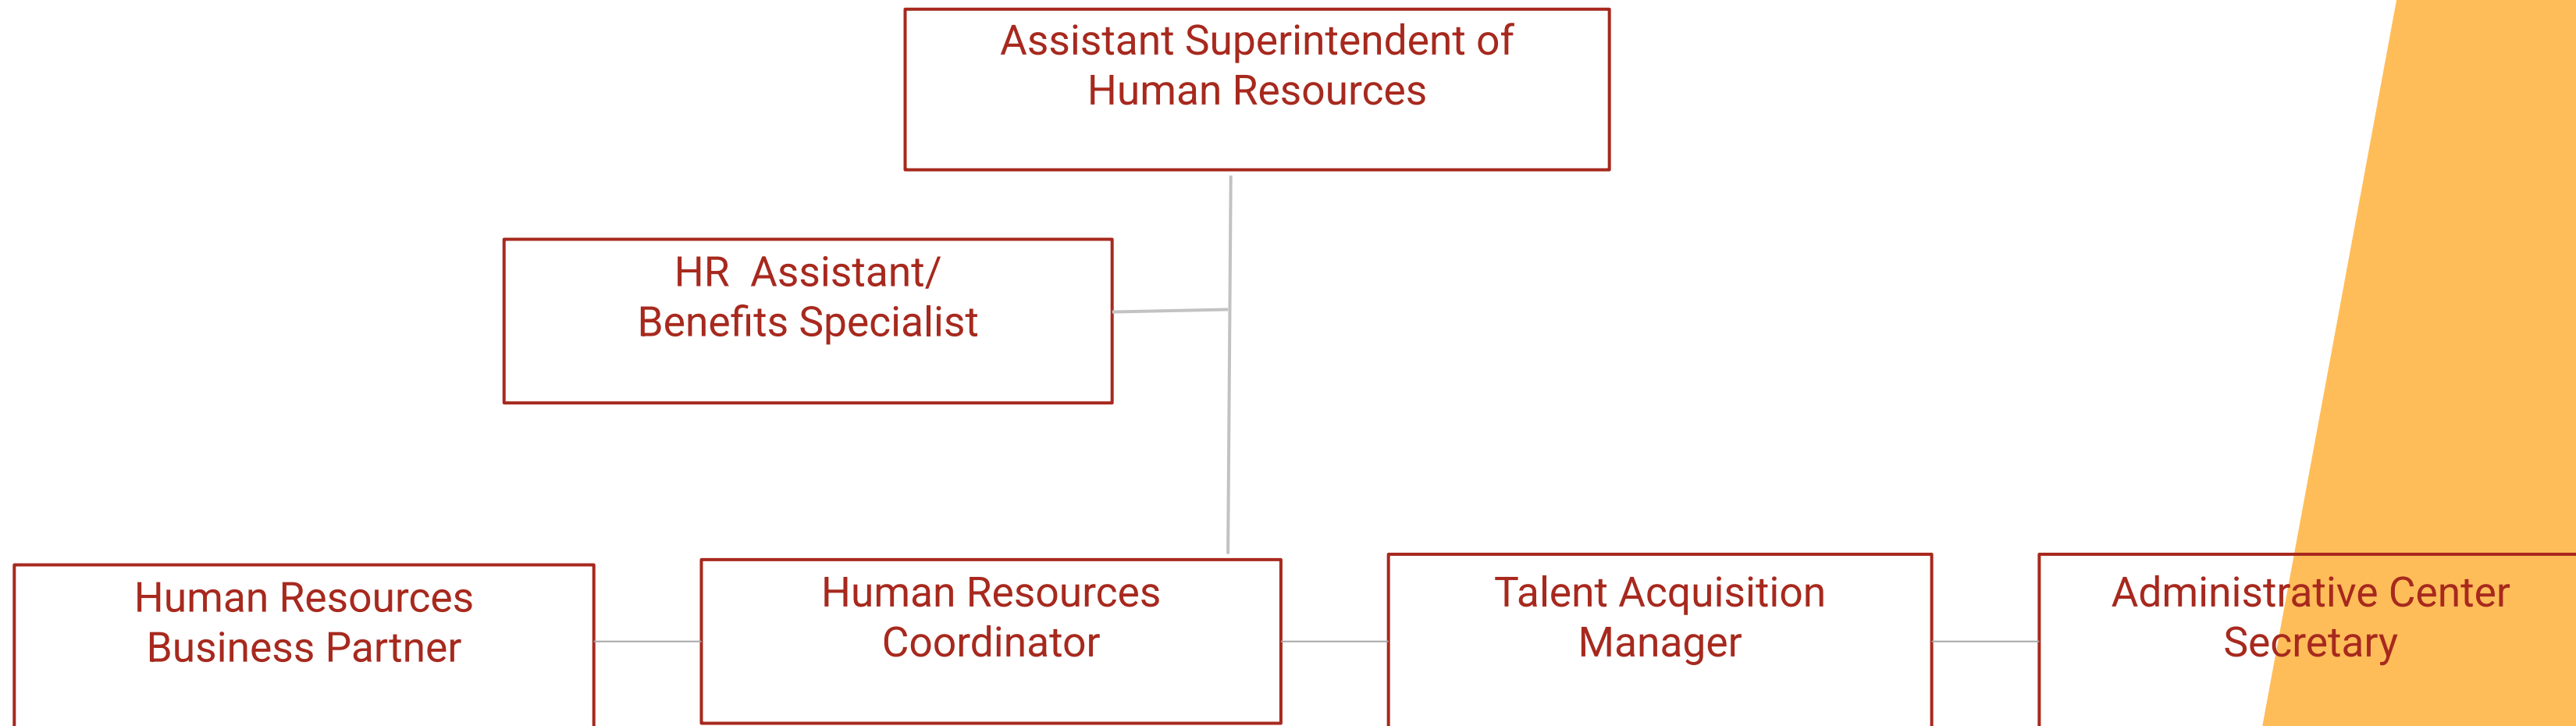 Assistant Superintendent of
Human Resources
HR  Assistant/
Benefits Specialist
Human Resources
Business Partner
Human Resources
Coordinator
Talent Acquisition
Manager
Administrative Center
Secretary